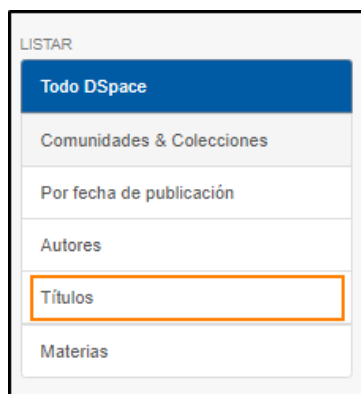 LISTAR
Todo DSpace
Comunidades & Colecciones
Por fecha de publicación
Autores
Títulos
Materias